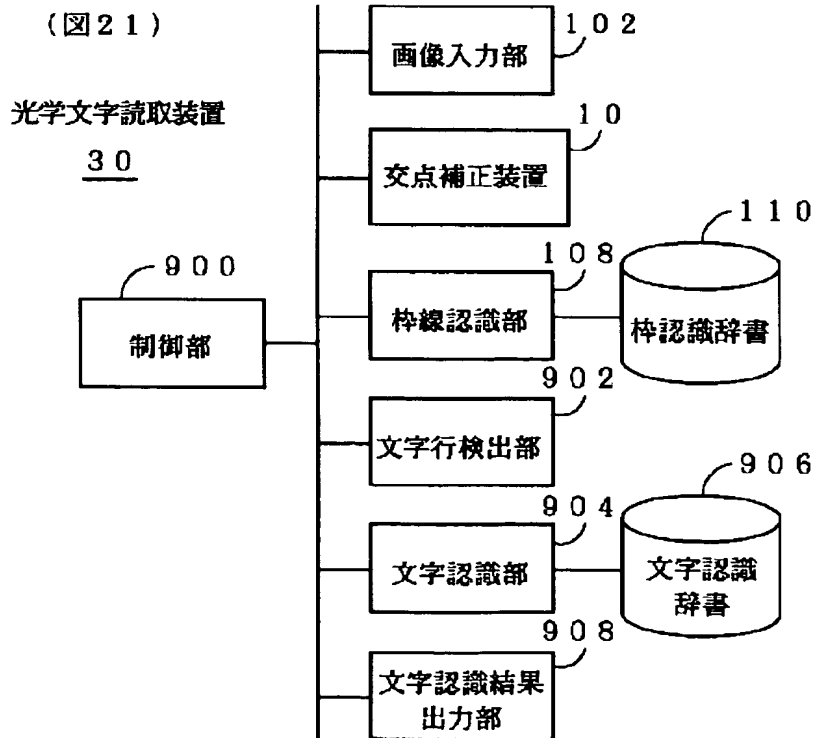 (図21)
102
画像入力部
光学文字読取装置
30
10
交点補正装置
110
108
枠線認識部
枠認識辞書
900
制御部
902
文字行検出部
906
904
文字認識部
文字認識
辞書
908
文字認識結果
出力部